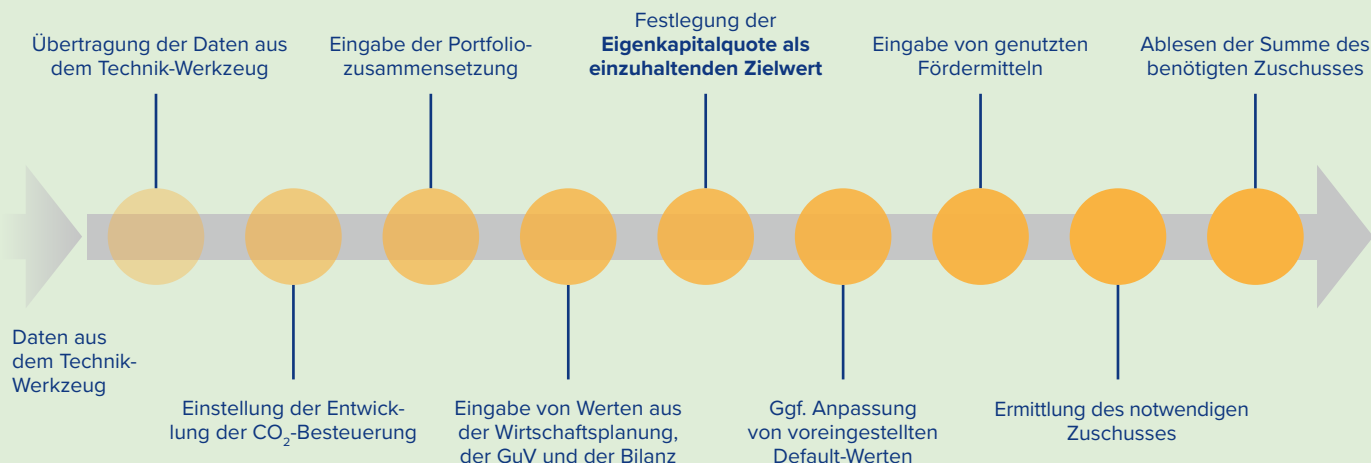 Übertragung der Daten aus
dem Technik-Werkzeug
Eingabe der Portfolio-
zusammensetzung
Festlegung der
Eigenkapitalquote als
einzuhaltenden Zielwert
Eingabe von genutzten
Fördermitteln
Ablesen der Summe des
benötigten Zuschusses
Daten aus
dem Technik-
Werkzeug
Einstellung der Entwick-
lung der CO₂-Besteuerung
Eingabe von Werten aus
der Wirtschaftsplanung,
der GuV und der Bilanz
Ggf. Anpassung
von voreingestellten
Default-Werten
Ermittlung des notwendigen
Zuschusses